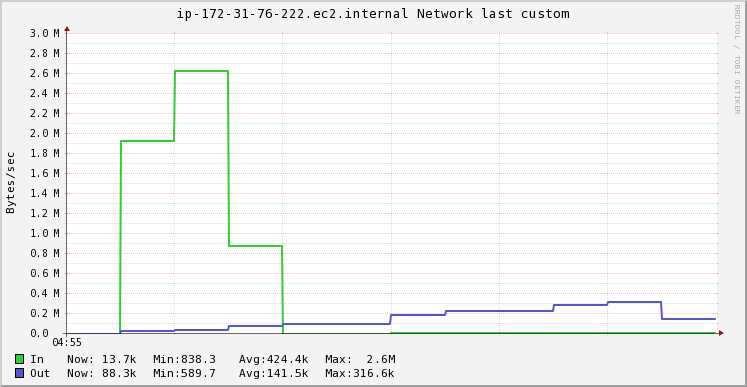 ip-172-31-76-222.ec2.internal Network last custom
RRDTOOL / TOBI OETIKER
Bytes/sec
3.0 M
2.8 M
2.6 M
2.4 M
2.2 M
2.0 M
1.8 M
1.6 M
1.4 M
1.2 M
1.0 M
0.8 M
0.6 M
0.4 M
0.2 M
0.0
04:55
In Now: 13.7k Min:838.3 Avg:424.4k Max: 2.6M
Out Now: 88.3k Min:589.7 Avg:141.5k Max:316.6k